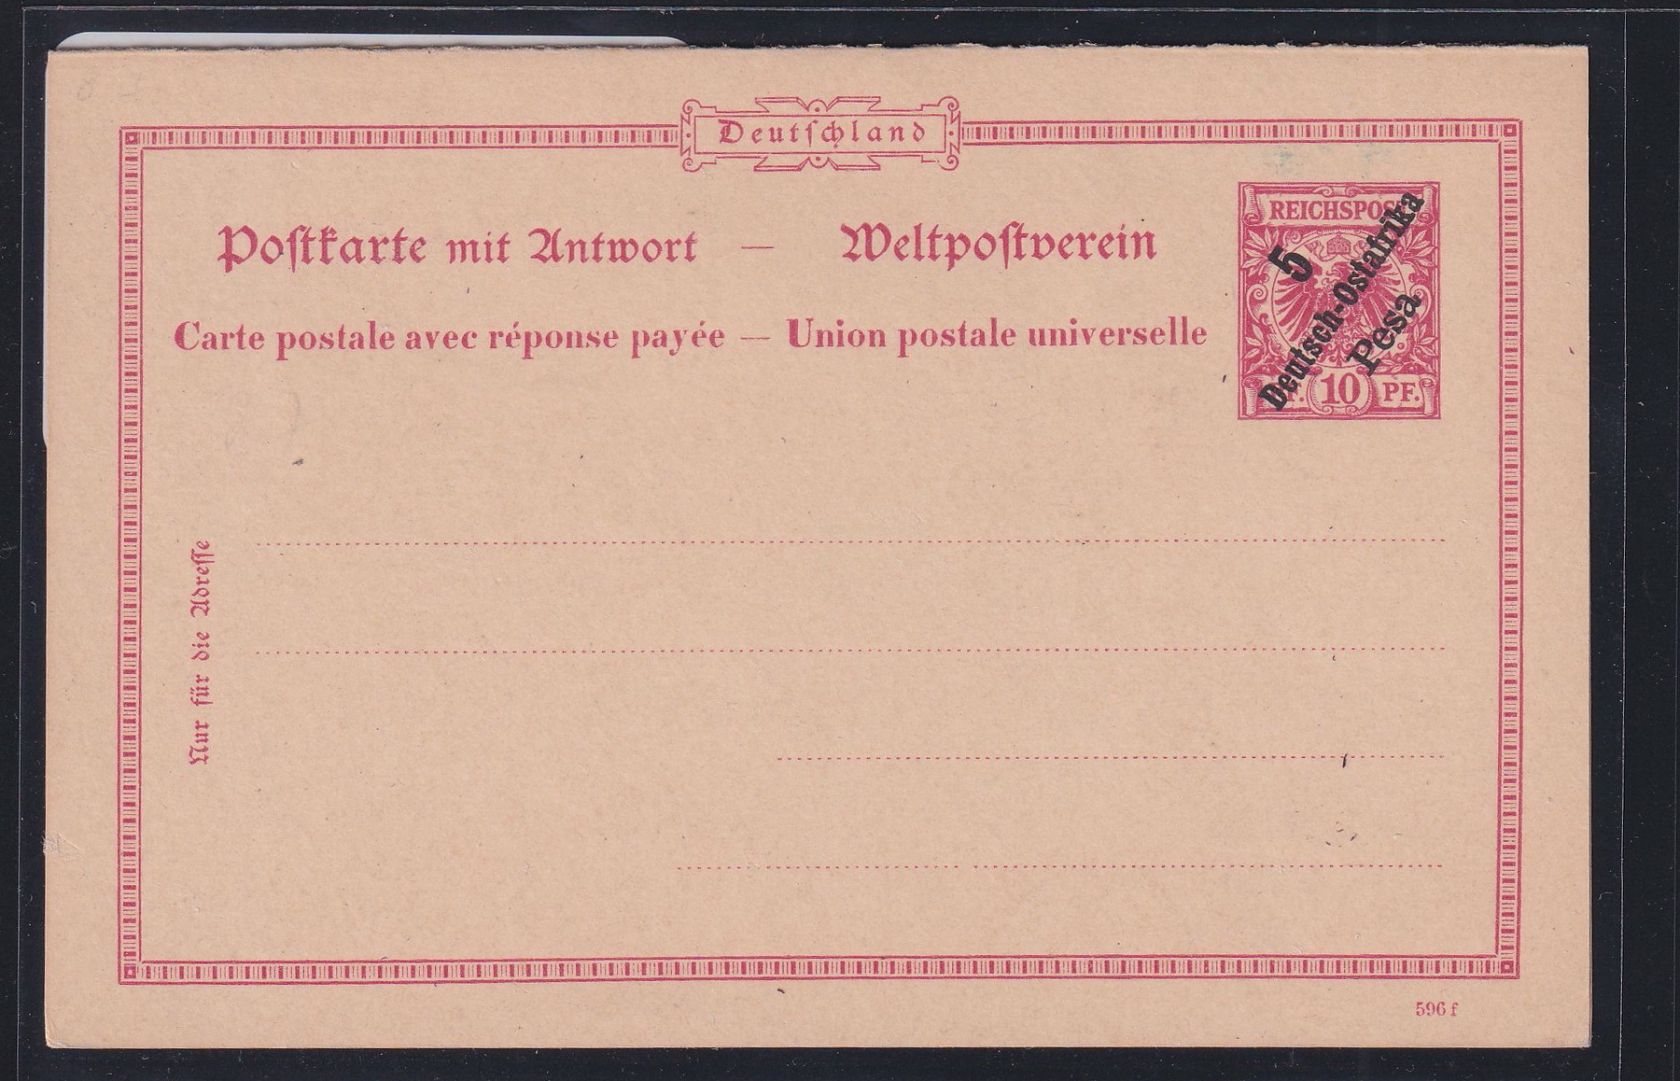 Deutſchland
Poſtkarte mit Antwort — Weltpoſtverein
Carte postale avec réponse payée — Union postale universelle
REICHSPOST
5
Deutsch-Ostafrika
Pesa
10 PF.
Nur für die Adreſſe
596 f